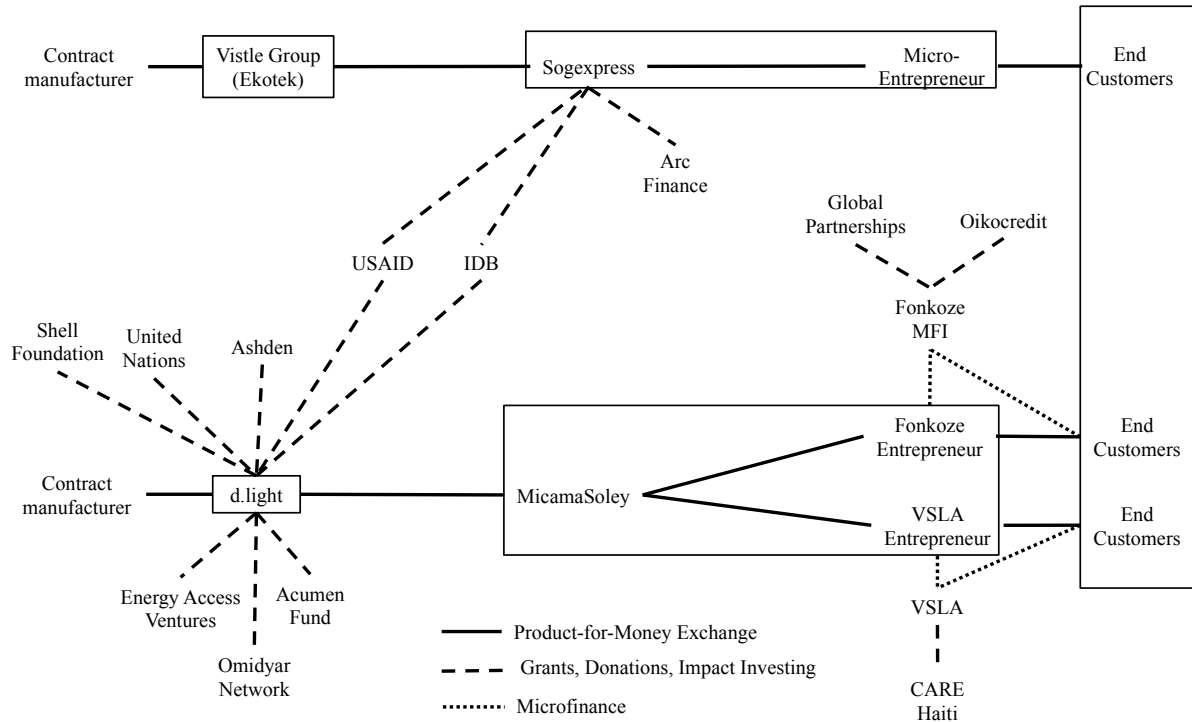 Contract
manufacturer
Vistle Group
(Ekotek)
Sogexpress
Micro-
Entrepreneur
End
Customers
Arc
Finance
Global
Partnerships
Oikocredit
USAID
IDB
Fonkoze
MFI
Shell
Foundation
United
Nations
Ashden
Fonkoze
Entrepreneur
End
Customers
Contract
manufacturer
d.light
MicamaSoley
VSLA
Entrepreneur
End
Customers
Energy Access
Ventures
Acumen
Fund
Omidyar
Network
VSLA
CARE
Haiti
Product-for-Money Exchange
Grants, Donations, Impact Investing
Microfinance